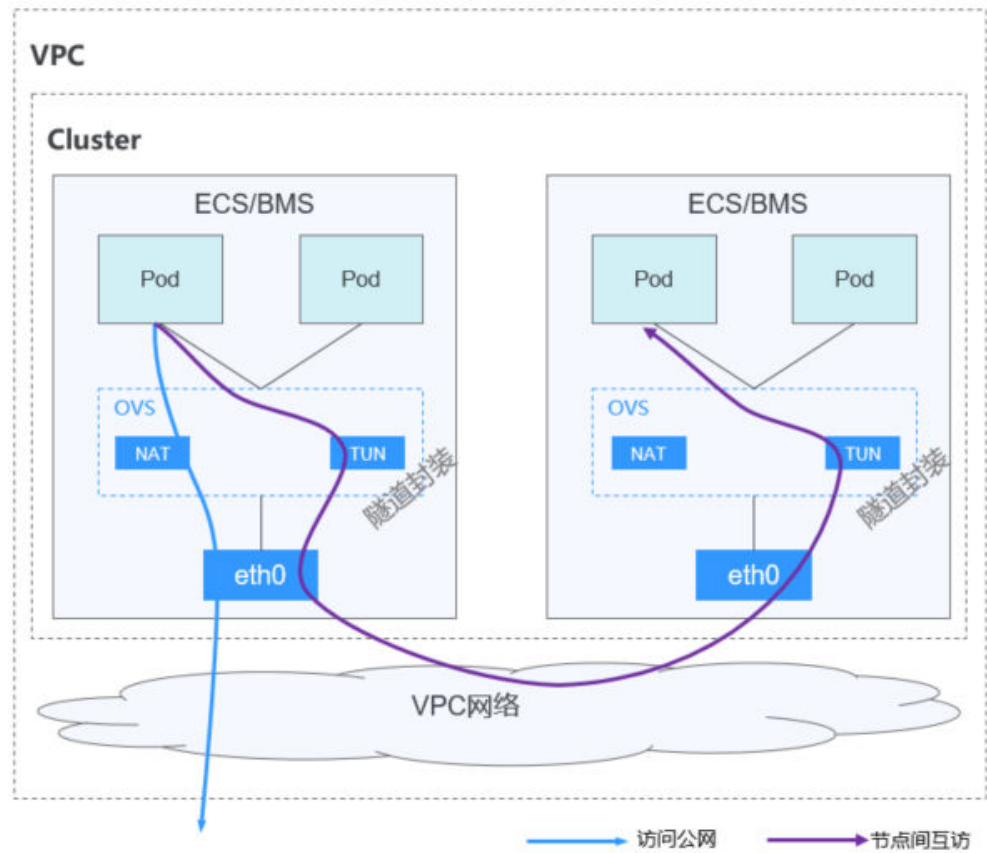 VPC
Cluster
ECS/BMS
ECS/BMS
Pod
Pod
Pod
Pod
OVS
OVS
NAT
TUN
NAT
TUN
隧道封装
隧道封装
eth0
eth0
VPC网络
访问公网
节点间互访